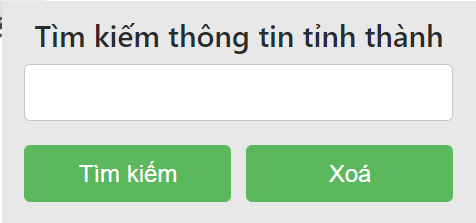 Tìm kiếm thông tin tỉnh thành
Tìm kiếm
Xoá